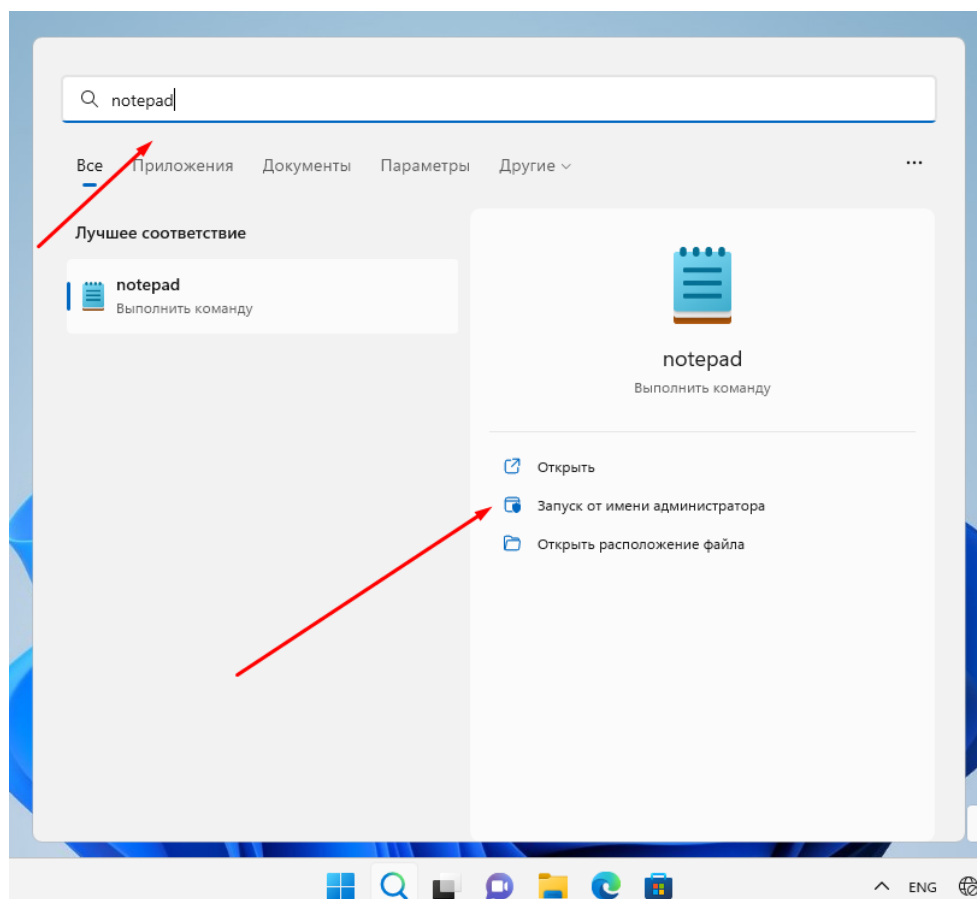 notepad
Все Приложения Документы Параметры Другие
Лучшее соответствие
notepad
Выполнить команду
notepad
Выполнить команду
Открыть
Запуск от имени администратора
Открыть расположение файла
ENG